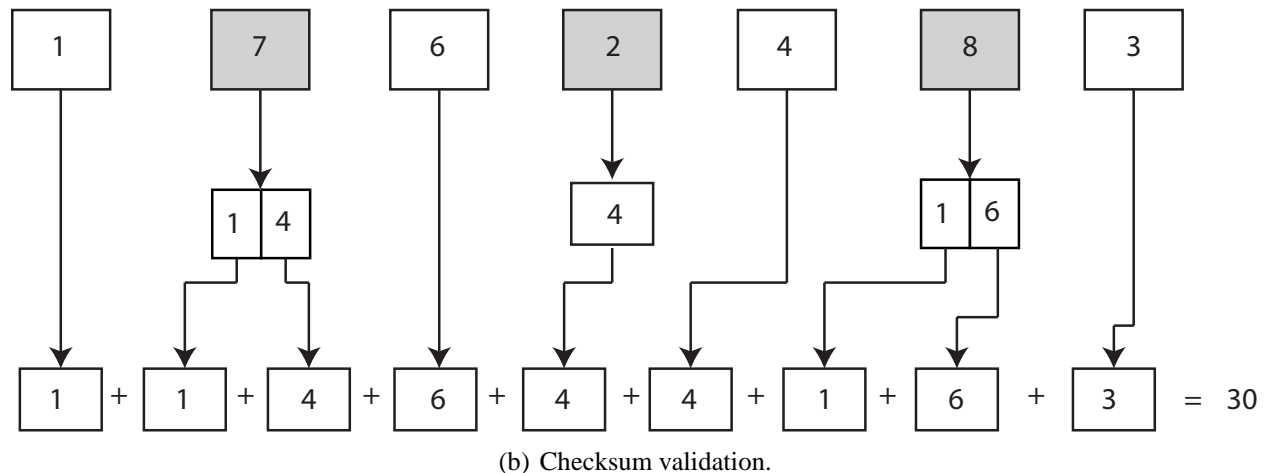 1 7 6 2 4 8 3
1 4 4 1 6
1 + 1 + 4 + 6 + 4 + 4 + 1 + 6 + 3 = 30
(b) Checksum validation.